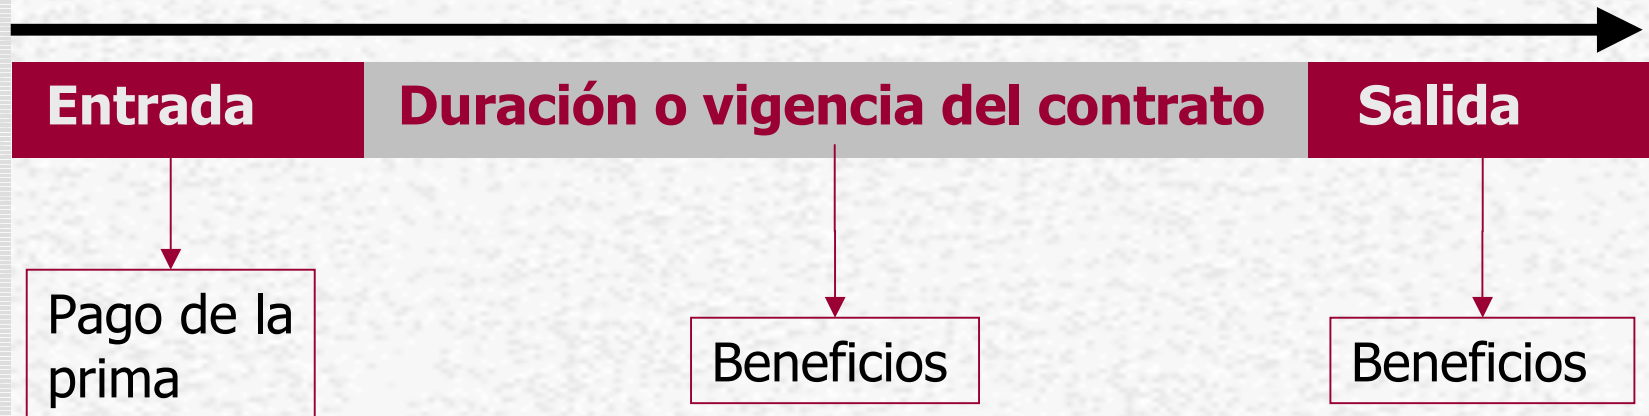 Entrada
Duración o vigencia del contrato
Salida
Pago de la
prima
Beneficios
Beneficios